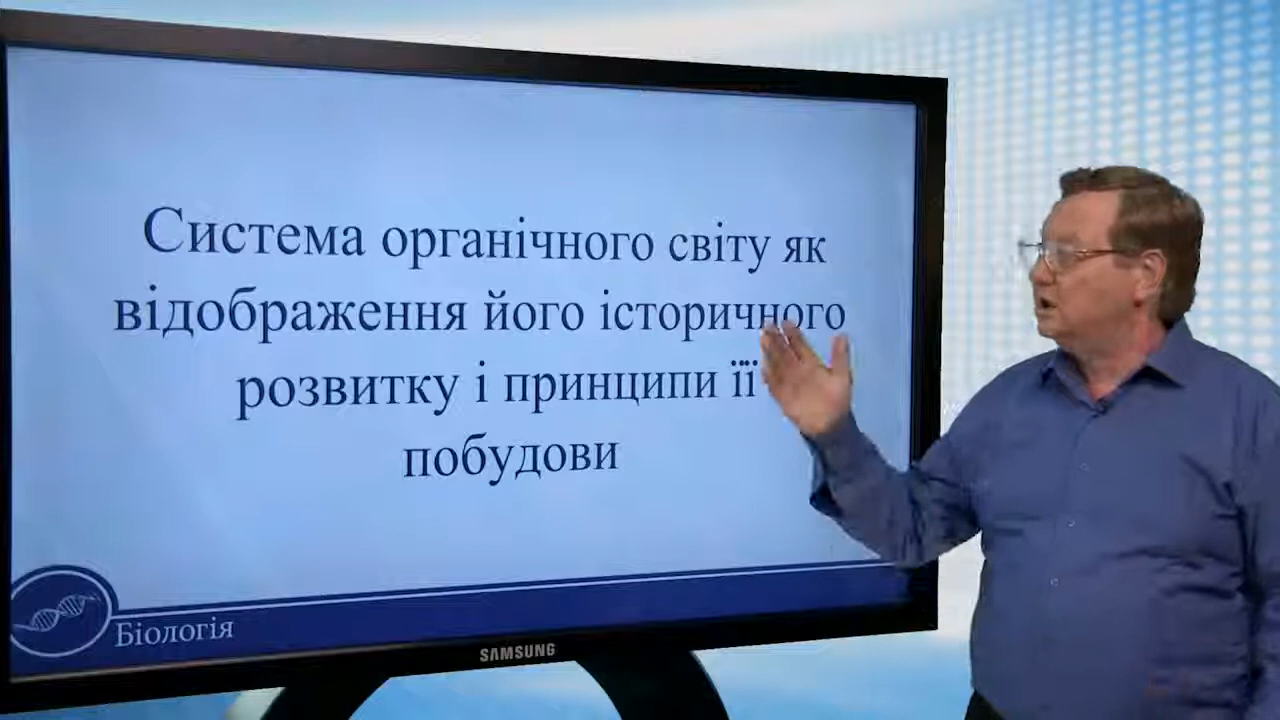 Система органічного світу як
відображення його історичного
розвитку і принципи її
побудови
Біологія
SAMSUNG